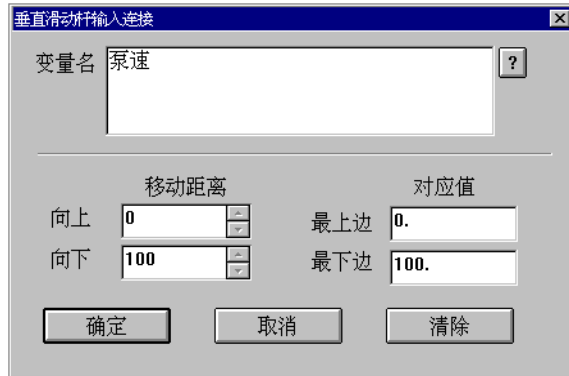 垂直滑动杆输入连接
变量名 泵速 ?
移动距离 对应值
向上 0 最上边 0.
向下 100 最下边 100.
确定 取消 清除